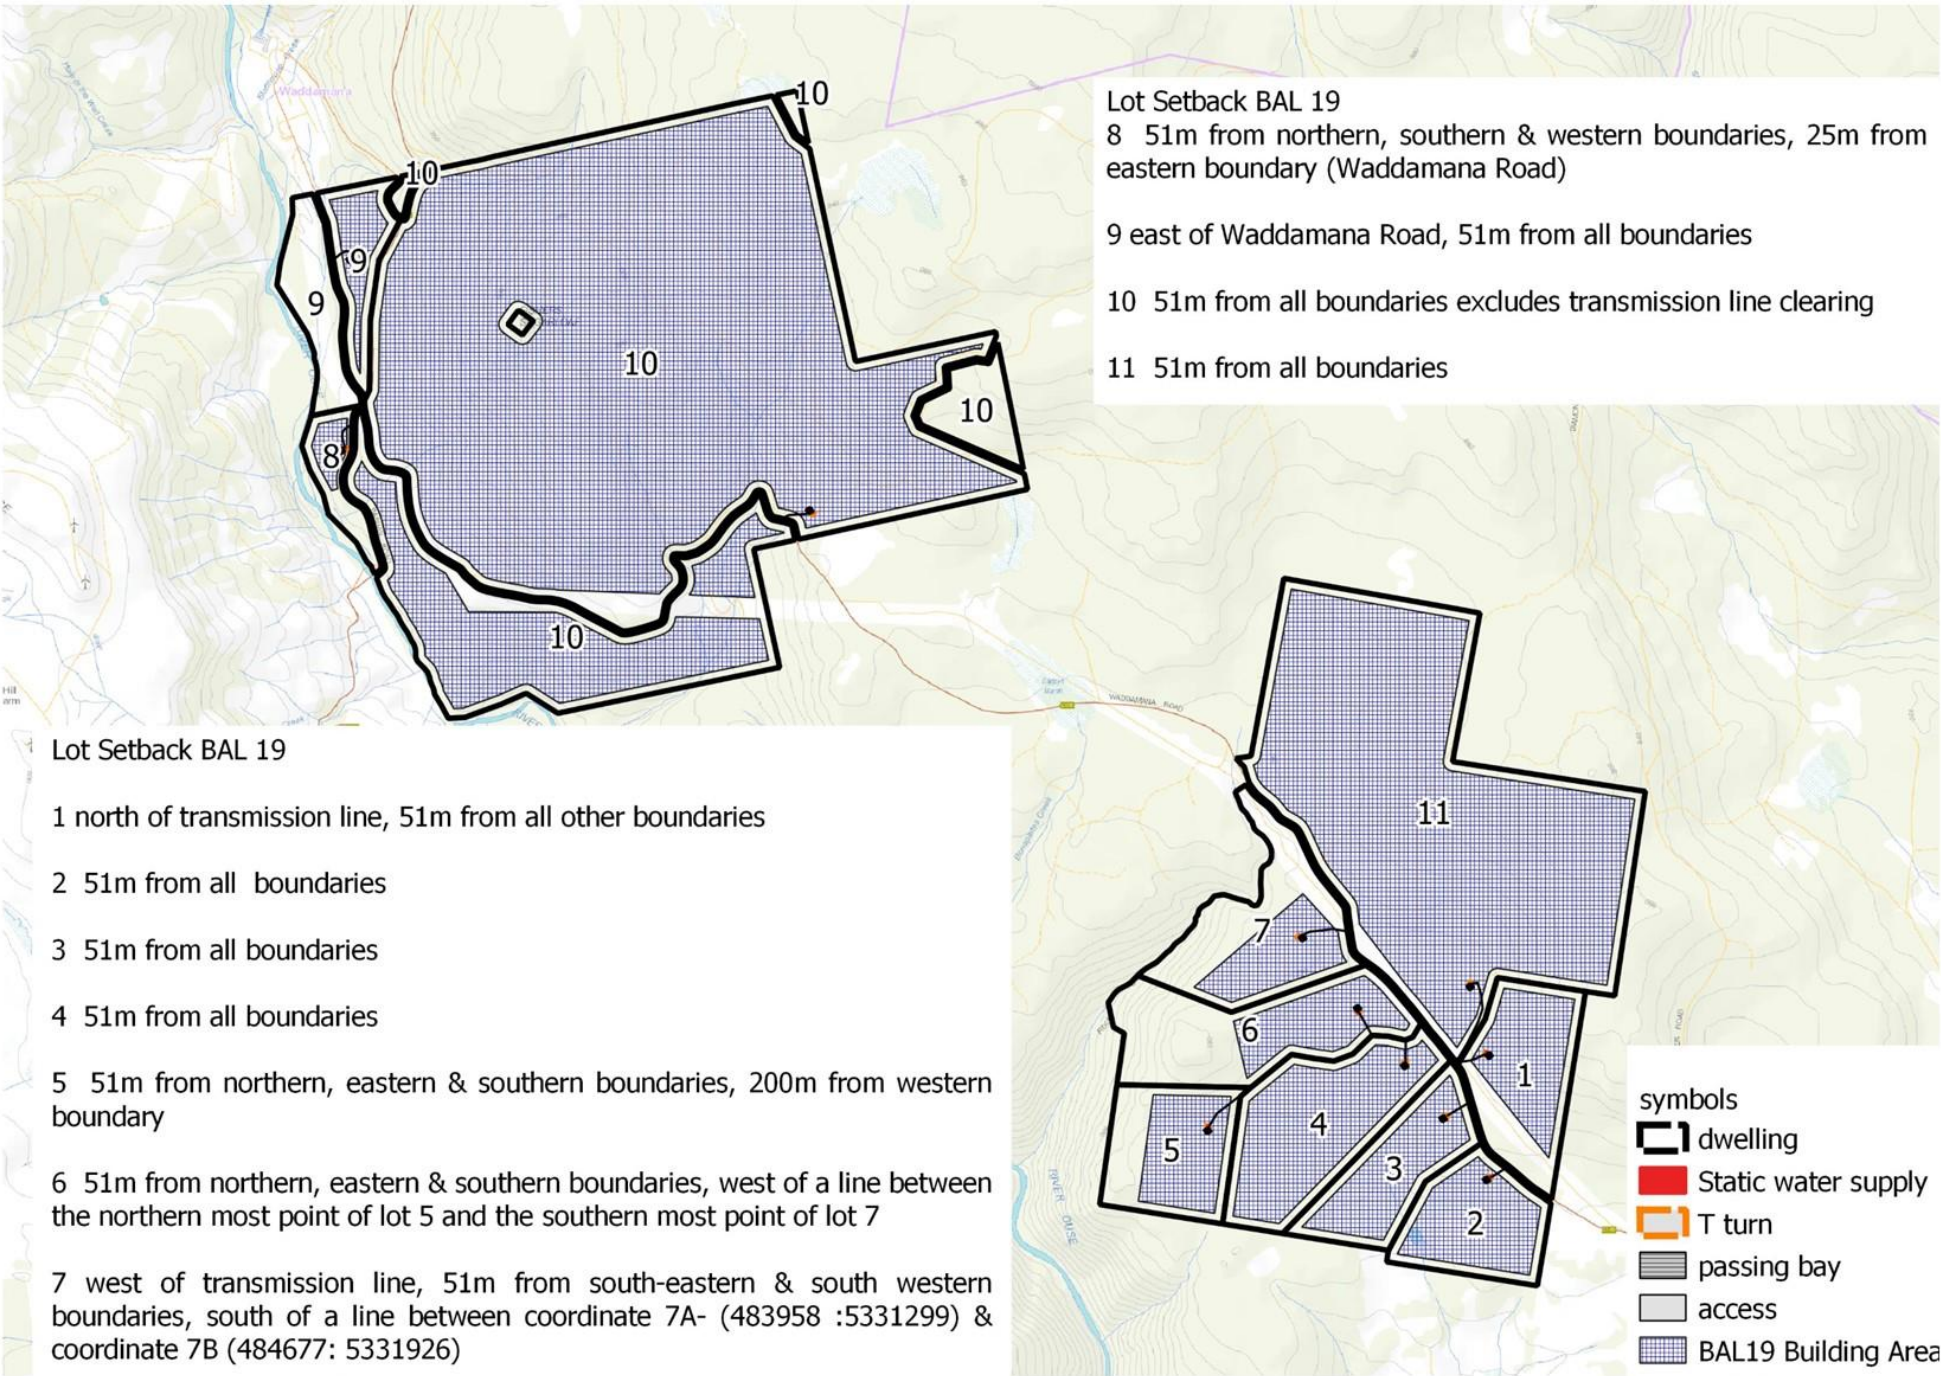 Waddamana
10
Lot Setback BAL 19
8 51m from northern, southern & western boundaries, 25m from
eastern boundary (Waddamana Road)
9 east of Waddamana Road, 51m from all boundaries
10 51m from all boundaries excludes transmission line clearing
11 51m from all boundaries
10
9
9
10
10
8
10
WADDAMANA ROAD
Lot Setback BAL 19
1 north of transmission line, 51m from all other boundaries
2 51m from all boundaries
3 51m from all boundaries
4 51m from all boundaries
5 51m from northern, eastern & southern boundaries, 200m from western
boundary
6 51m from northern, eastern & southern boundaries, west of a line between
the northern most point of lot 5 and the southern most point of lot 7
7 west of transmission line, 51m from south-eastern & south western
boundaries, south of a line between coordinate 7A- (483958 :5331299) &
coordinate 7B (484677: 5331926)
11
7
6
1
4
5
3
2
RIVER OUSE
symbols
dwelling
Static water supply
T turn
passing bay
access
BAL19 Building Area